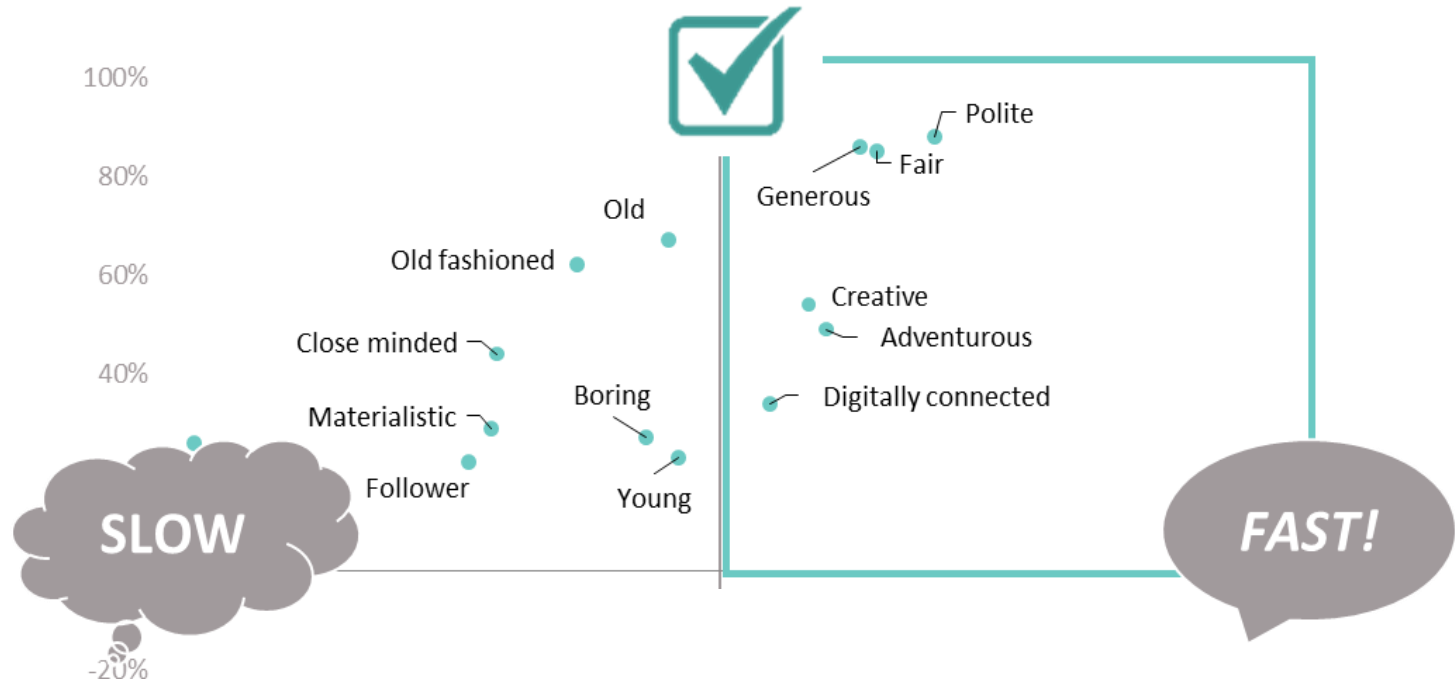 100%
Polite
80%
Fair
Generous
Old
Old fashioned
60%
Creative
Adventurous
Close minded
40%
Boring
Digitally connected
Materialistic
Follower
Young
SLOW
FAST!
-20%